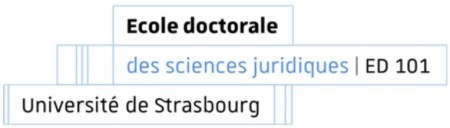 Ecole doctorale
des sciences juridiques | ED 101
Université de Strasbourg